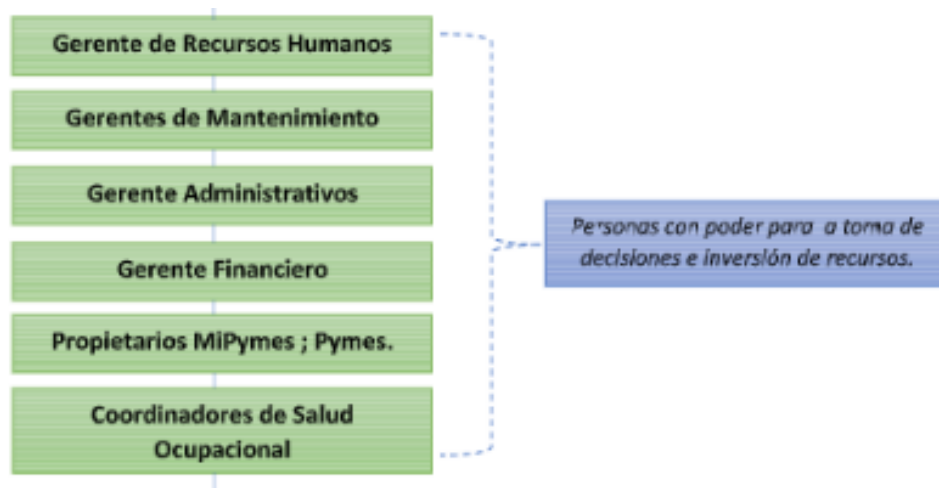 Gerente de Recursos Humanos
Gerentes de Mantenimiento
Gerente Administrativos
Gerente Financiero
Propietarios MiPymes ; Pymes.
Coordinadores de Salud
Ocupacional
Personas con poder para a toma de
decisiones e inversión de recursos.